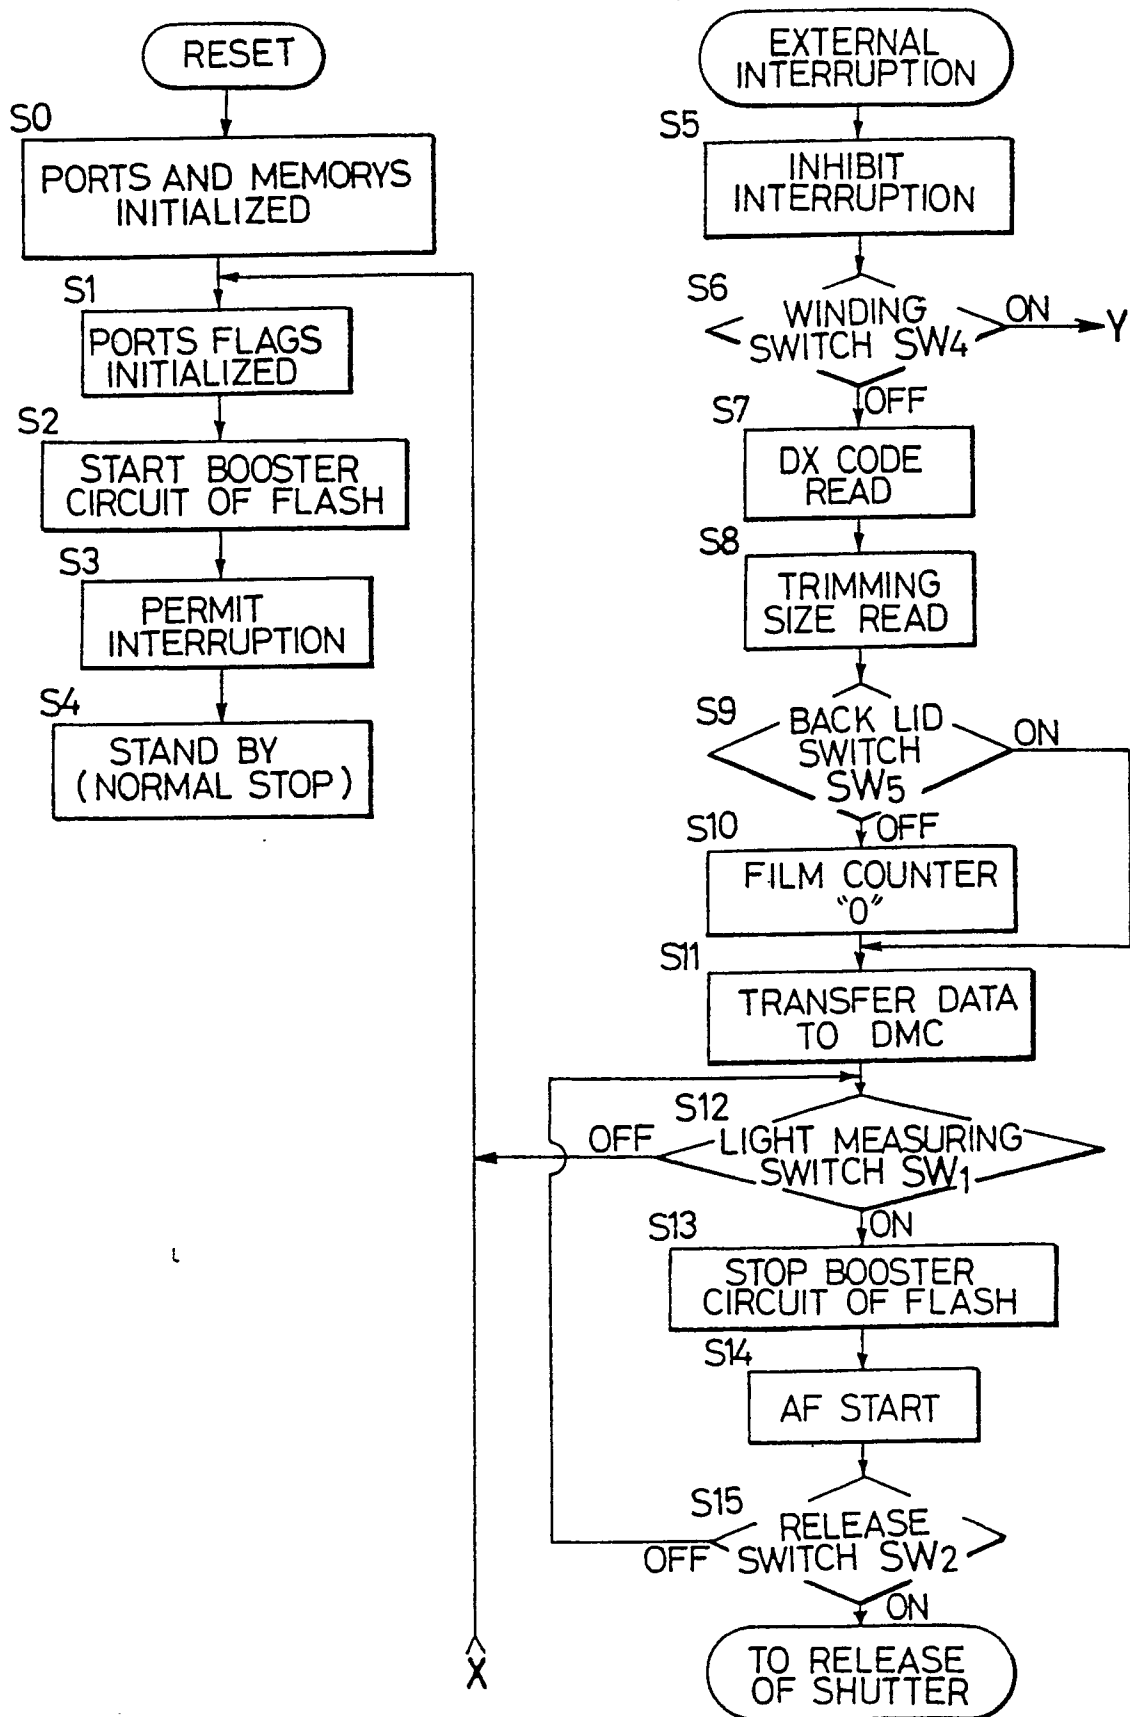 RESET
S0
PORTS AND MEMORYS
INITIALIZED
S1
PORTS FLAGS
INITIALIZED
S2
START BOOSTER
CIRCUIT OF FLASH
S3
PERMIT
INTERRUPTION
S4
STAND BY
(NORMAL STOP)
X
EXTERNAL
INTERRUPTION
S5
INHIBIT
INTERRUPTION
S6
WINDING
SWITCH SW4
ON
Y
OFF
S7
DX CODE
READ
S8
TRIMMING
SIZE READ
S9
BACK LID
SWITCH
SW5
ON
OFF
S10
FILM COUNTER
"0"
S11
TRANSFER DATA
TO DMC
S12
OFF
LIGHT MEASURING
SWITCH SW1
ON
S13
STOP BOOSTER
CIRCUIT OF FLASH
S14
AF START
S15
RELEASE
SWITCH SW2
OFF
ON
TO RELEASE
OF SHUTTER